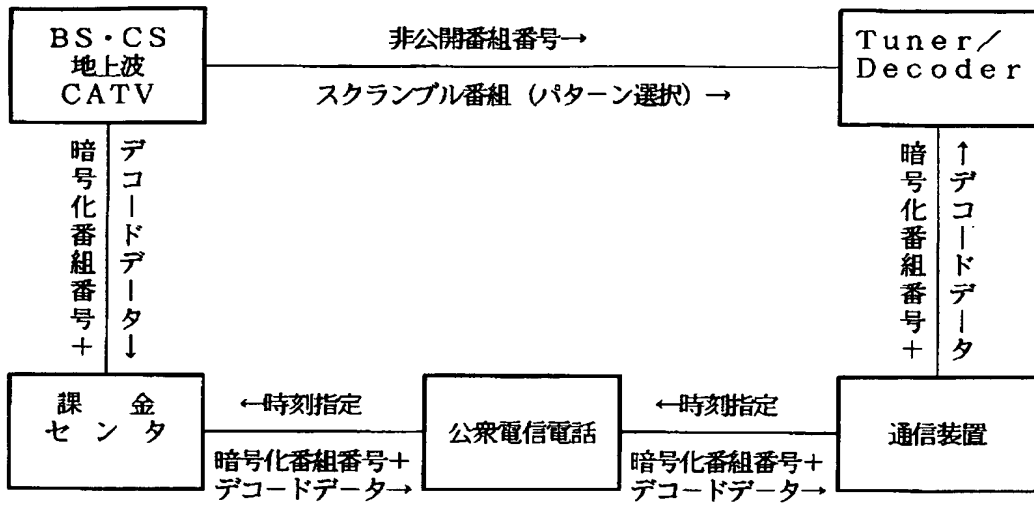 BS・CS
地上波
CATV
非公開番組番号→
スクランブル番組（パターン選択）→
Tuner／
Decoder
暗号化番組番号＋
デコードデータ↓
暗号化番組番号＋
↑デコードデータ
課　金
センタ
←時刻指定
暗号化番組番号＋
デコードデータ→
公衆電信電話
←時刻指定
暗号化番組番号＋
デコードデータ→
通信装置